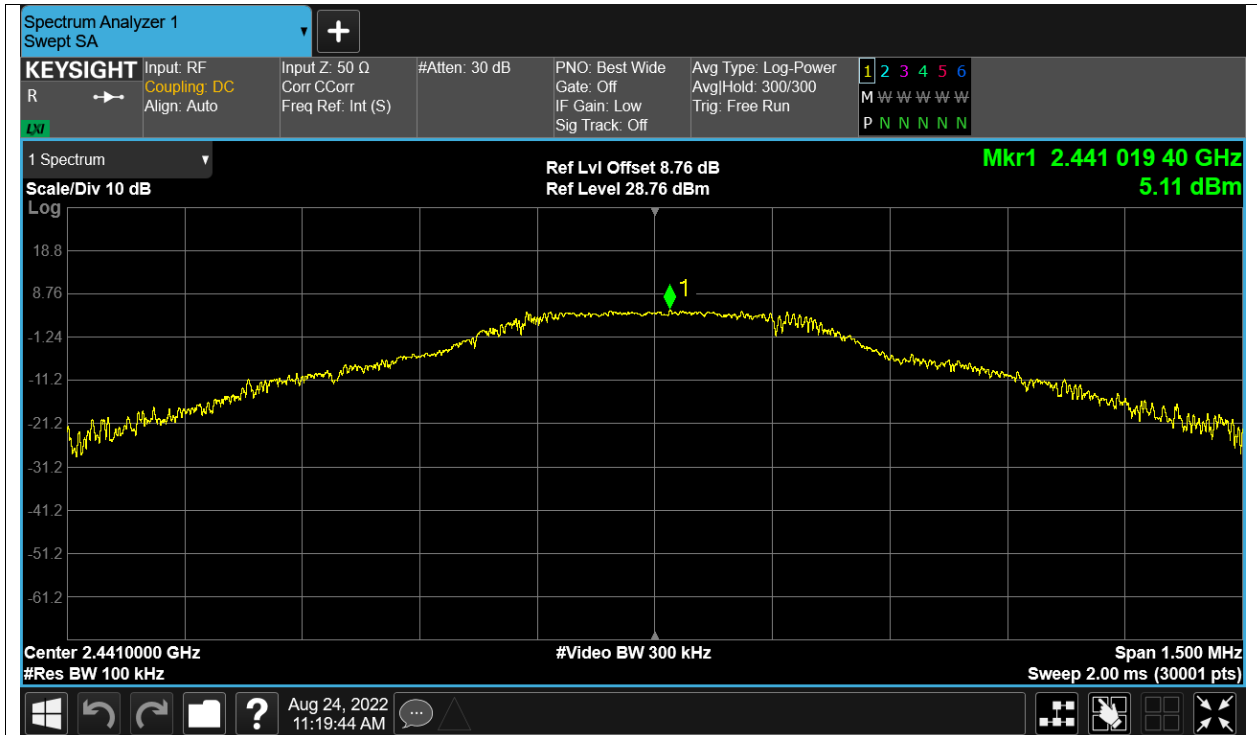 Spectrum Analyzer 1
Swept SA
KEYSIGHT
R
LXI
Input: RF
Coupling: DC
Align: Auto
Input Z: 50 Ω
Corr CCorr
Freq Ref: Int (S)
#Atten: 30 dB
PNO: Best Wide
Gate: Off
IF Gain: Low
Sig Track: Off
Avg Type: Log-Power
Avg|Hold: 300/300
Trig: Free Run
1 2 3 4 5 6
M W W W W W
P N N N N N
1 Spectrum
Scale/Div 10 dB
Log
Ref Lvl Offset 8.76 dB
Ref Level 28.76 dBm
Mkr1 2.441 019 40 GHz
5.11 dBm
18.8
8.76
-1.24
-11.2
-21.2
-31.2
-41.2
-51.2
-61.2
1
Center 2.4410000 GHz
#Video BW 300 kHz
Span 1.500 MHz
#Res BW 100 kHz
Sweep 2.00 ms (30001 pts)
?
Aug 24, 2022
11:19:44 AM